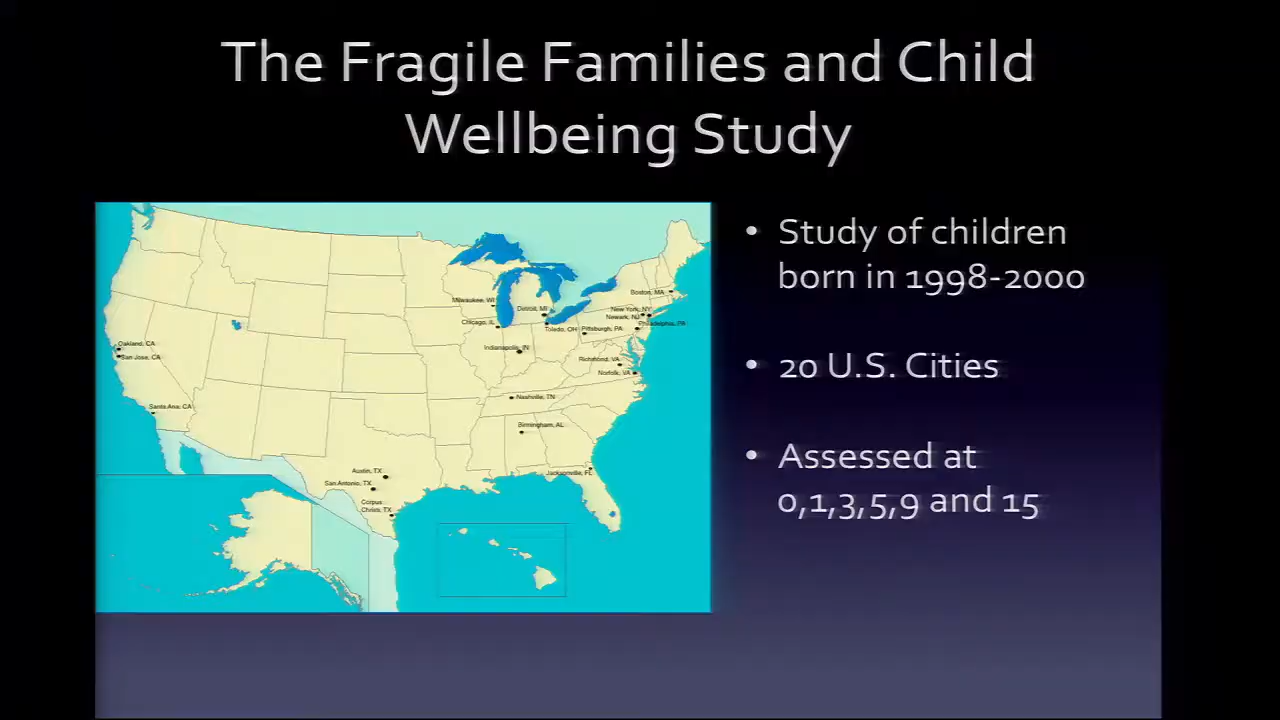 The Fragile Families and Child
Wellbeing Study
• Study of children
born in 1998-2000
• 20 U.S. Cities
• Assessed at
0,1,3,5,9 and 15
Boston, MA
Milwaukee, WI
Detroit, MI
New York, NY
Newark, NJ
Chicago, IL
Toledo, OH
Pittsburgh, PA
Philadelphia, PA
Oakland, CA
San Jose, CA
Indianapolis, IN
Richmond, VA
Norfolk, VA
Nashville, TN
Santa Ana, CA
Birmingham, AL
Austin, TX
Jacksonville, FL
San Antonio, TX
Corpus
Christi, TX